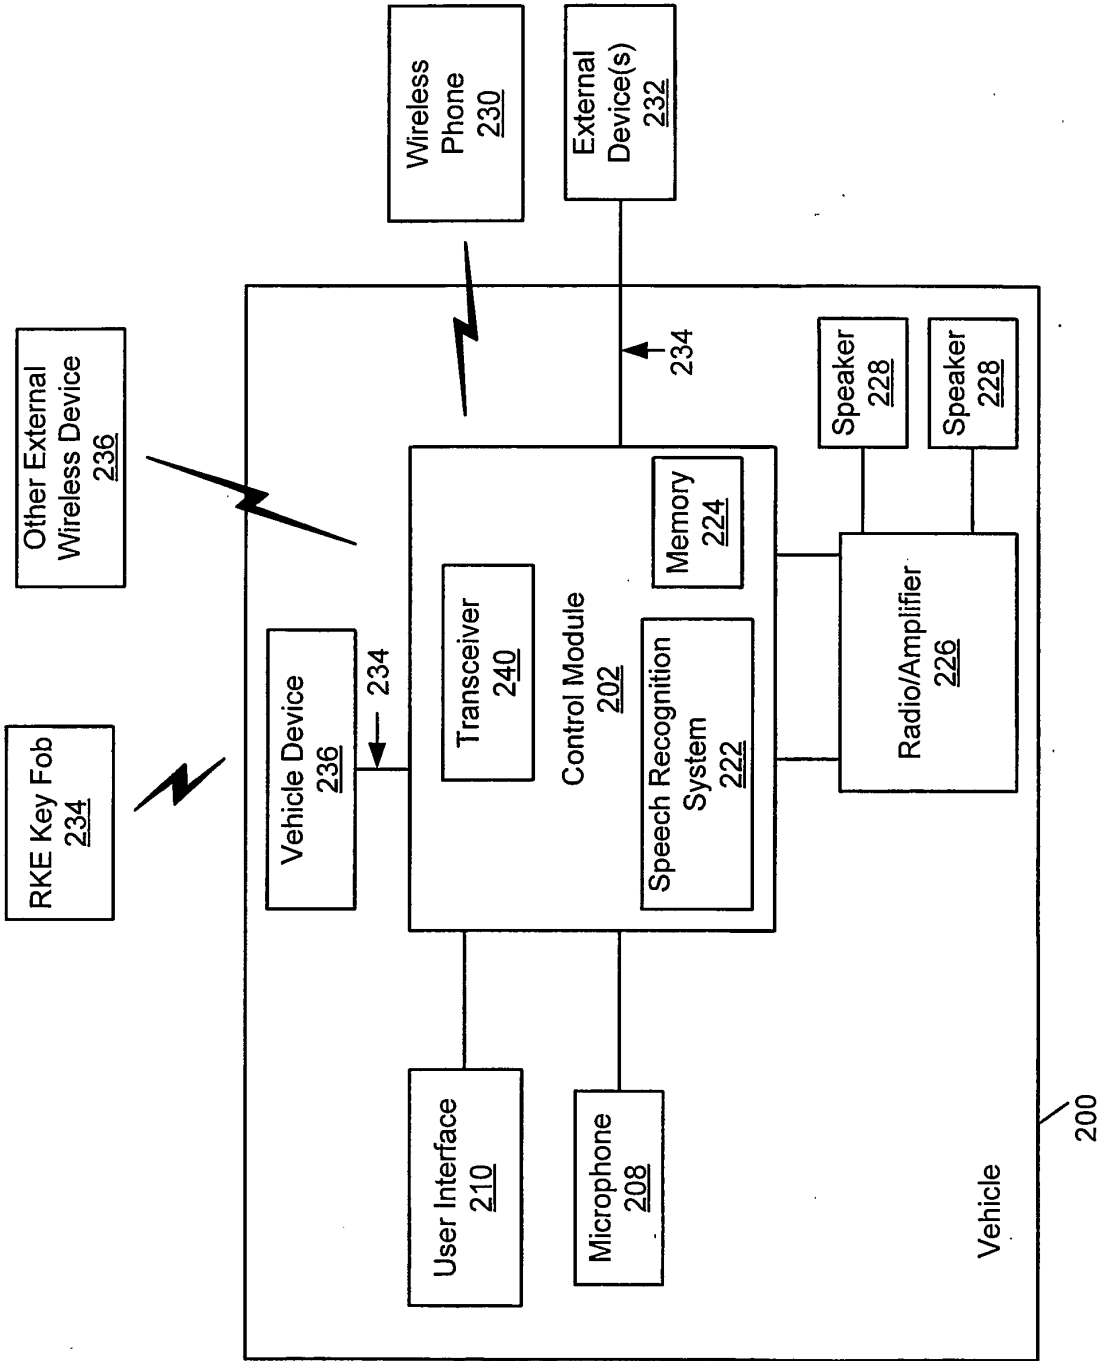 RKE Key Fob
234
Other External
Wireless Device
236
Vehicle Device
236
234
User Interface
210
Transceiver
240
Wireless
Phone
230
Control Module
202
Microphone
208
External
Device(s)
232
234
Speech Recognition
System
222
Memory
224
Radio/Amplifier
226
Speaker
228
Speaker
228
Vehicle
200